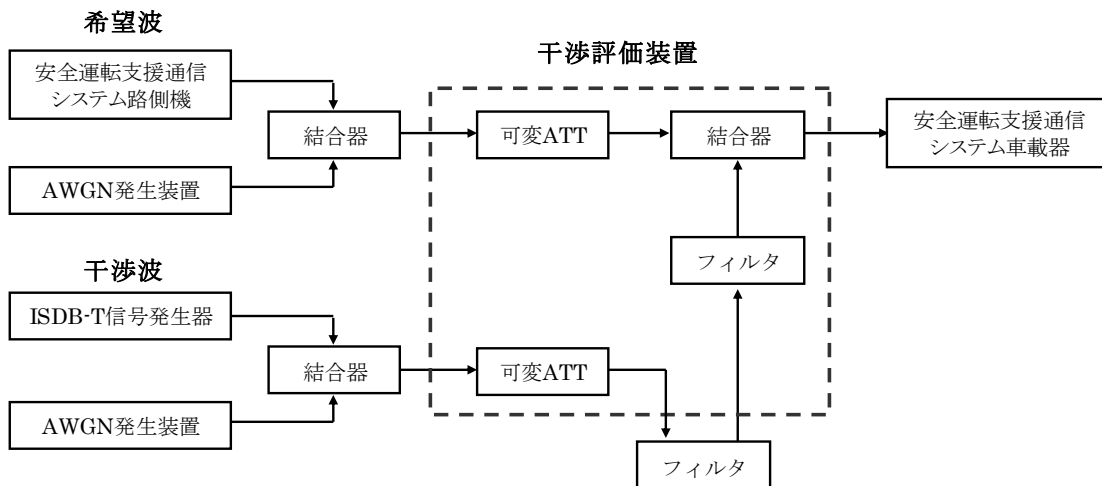 希望波
安全運転支援通信
システム路側機
AWGN発生装置
結合器
干渉評価装置
可変ATT
結合器
安全運転支援通信
システム車載器
フィルタ
干渉波
ISDB-T信号発生器
AWGN発生装置
結合器
可変ATT
フィルタ